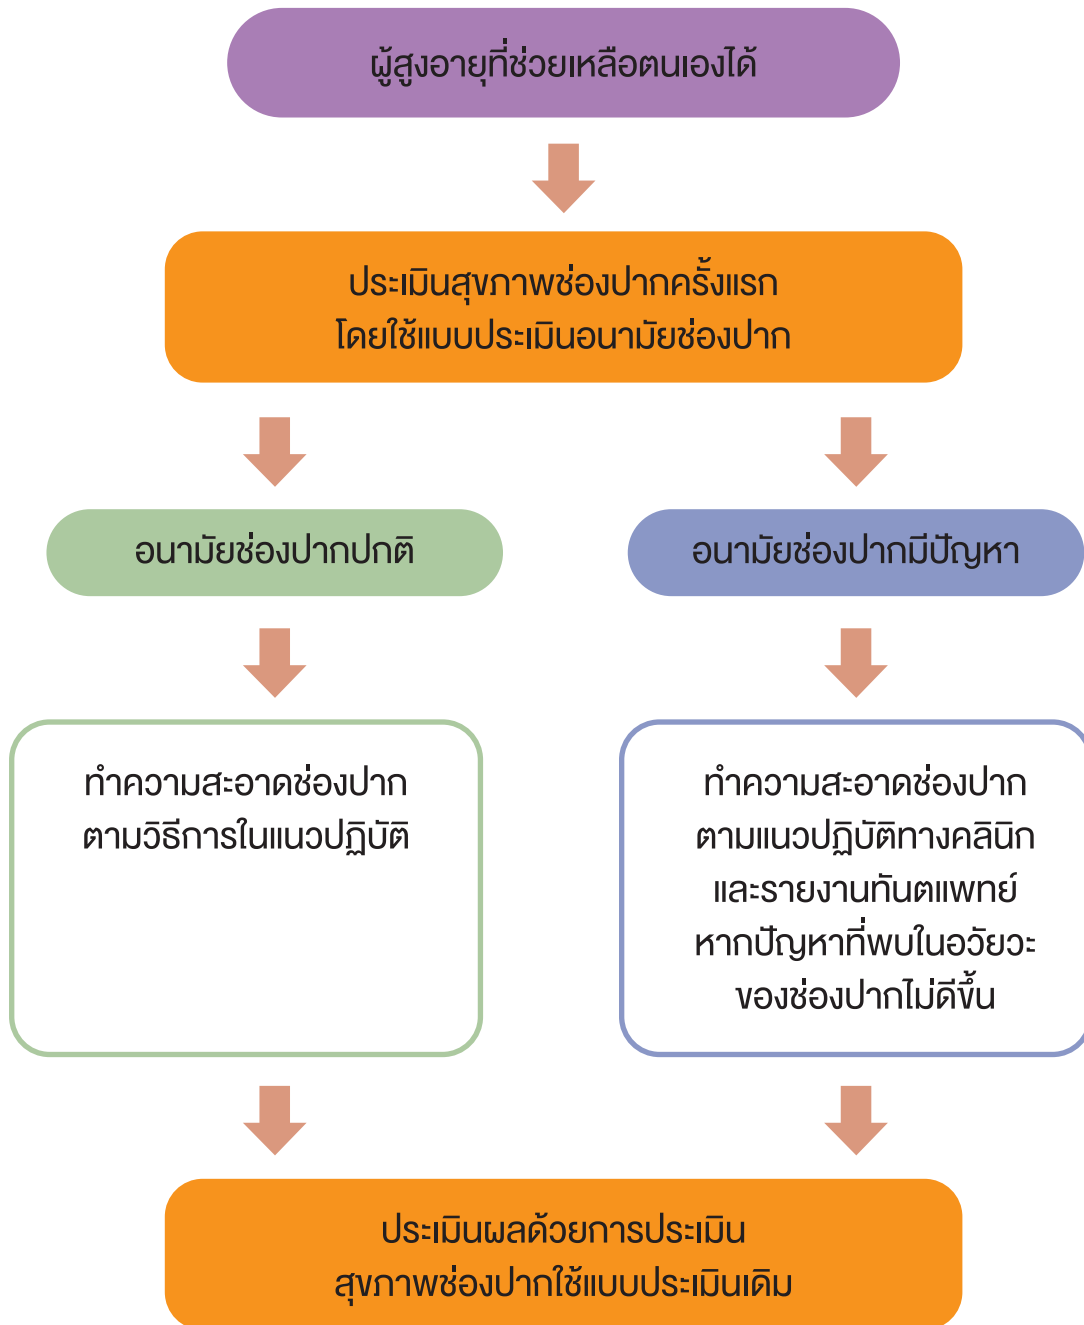 ผู้สูงอายุที่ช่วยเหลือตนเองได้
ประเมินสุขภาพช่องปากครั้งแรก
โดยใช้แบบประเมินอนามัยช่องปาก
อนามัยช่องปากปกติ
อนามัยช่องปากมีปัญหา
ทำความสะอาดช่องปาก
ตามวิธีการในแนวปฏิบัติ
ทำความสะอาดช่องปาก
ตามแนวปฏิบัติทางคลินิก
และรายงานทันตแพทย์
หากปัญหาที่พบในอวัยวะ
ของช่องปากไม่ดีขึ้น
ประเมินผลด้วยการประเมิน
สุขภาพช่องปากใช้แบบประเมินเดิม